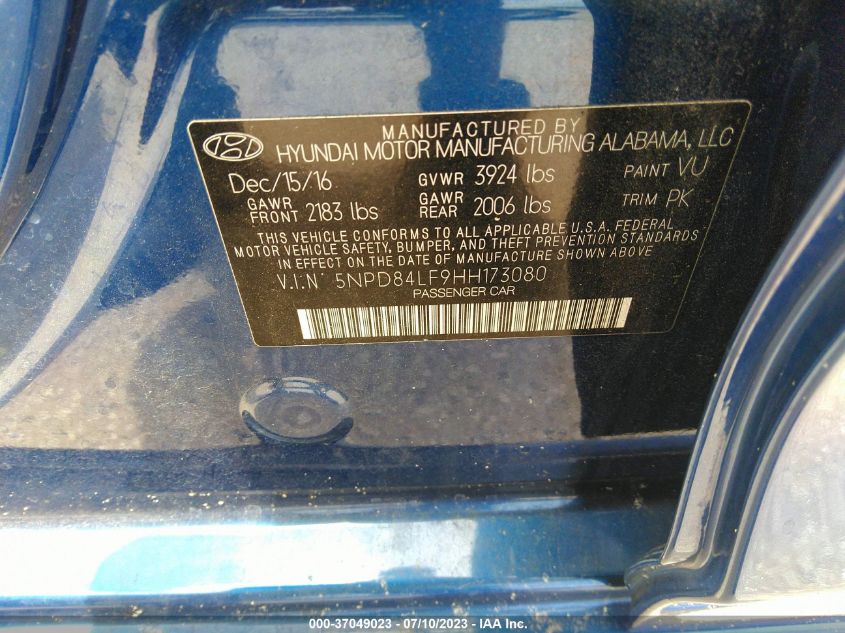 MANUFACTURED BY
HYUNDAI MOTOR MANUFACTURING ALABAMA, LLC
Dec/15/16 GVWR 3924 lbs PAINT VU
GAWR FRONT 2183 lbs GAWR REAR 2006 lbs TRIM PK
THIS VEHICLE CONFORMS TO ALL APPLICABLE U.S.A. FEDERAL
MOTOR VEHICLE SAFETY, BUMPER, AND THEFT PREVENTION STANDARDS
IN EFFECT ON THE DATE OF MANUFACTURE SHOWN ABOVE
V.I.N' 5NPD84LF9HH173080
PASSENGER CAR
000-37049023 - 07/10/2023 - © IAA Inc.